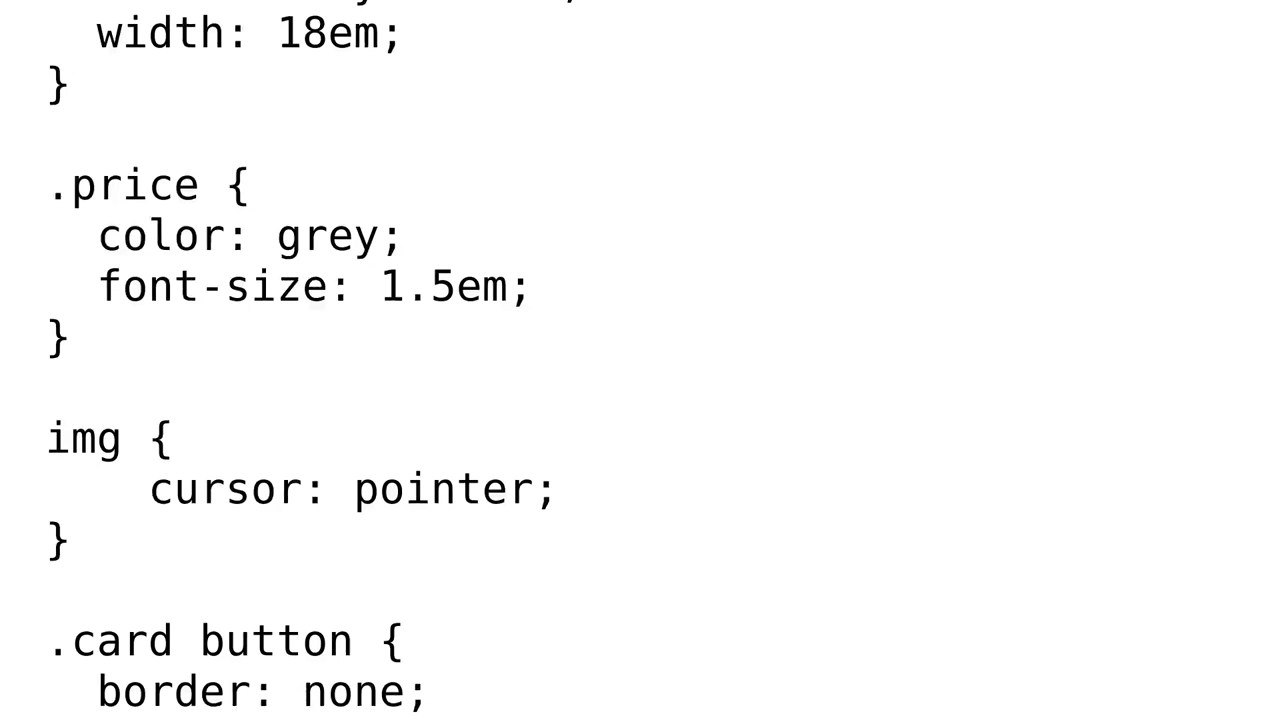 width: 18em;
}

.price {
  color: grey;
  font-size: 1.5em;
}

img {
    cursor: pointer;
}

.card button {
  border: none;